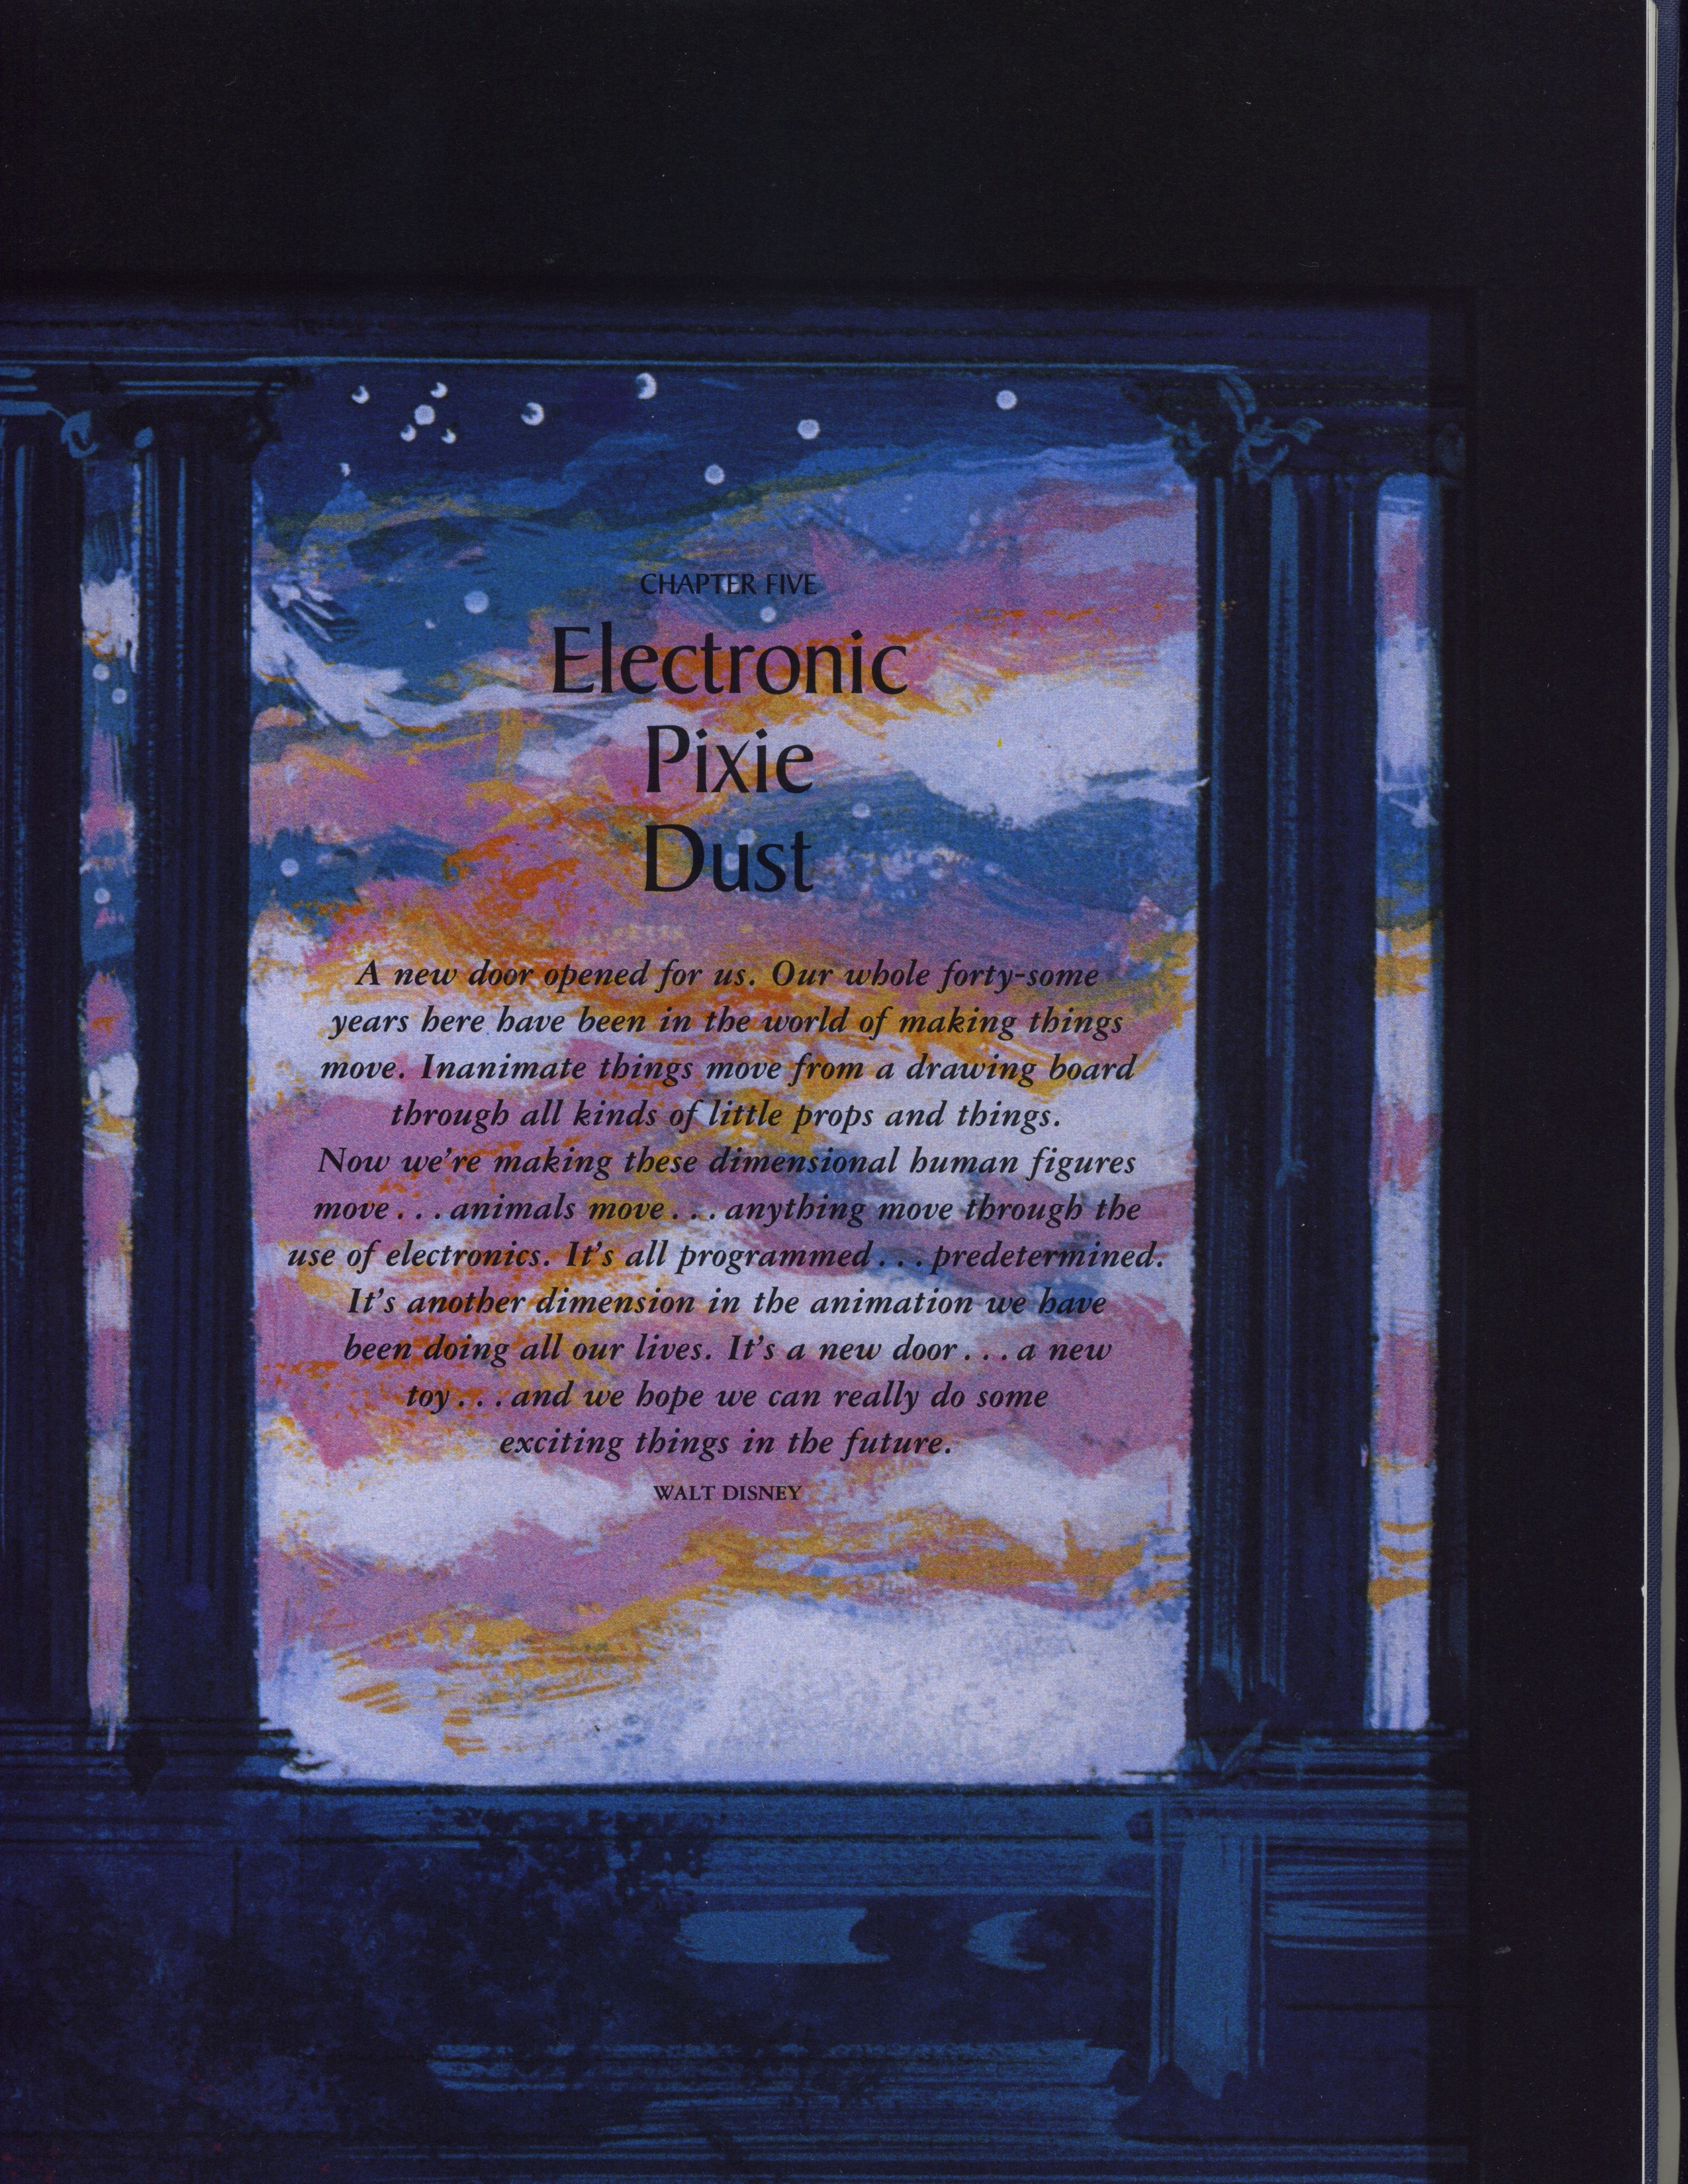 CHAPTER FIVE
Electronic
Pixie
Dust
A new door opened for us. Our whole forty-some
years here have been in the world of making things
move. Inanimate things move from a drawing board
through all kinds of little props and things.
Now we're making these dimensional human figures
move . . . animals move . . . anything move through the
use of electronics. It's all programmed . . . predetermined.
It's another dimension in the animation we have
been doing all our lives. It's a new door . . . a new
toy . . . and we hope we can really do some
exciting things in the future.
WALT DISNEY